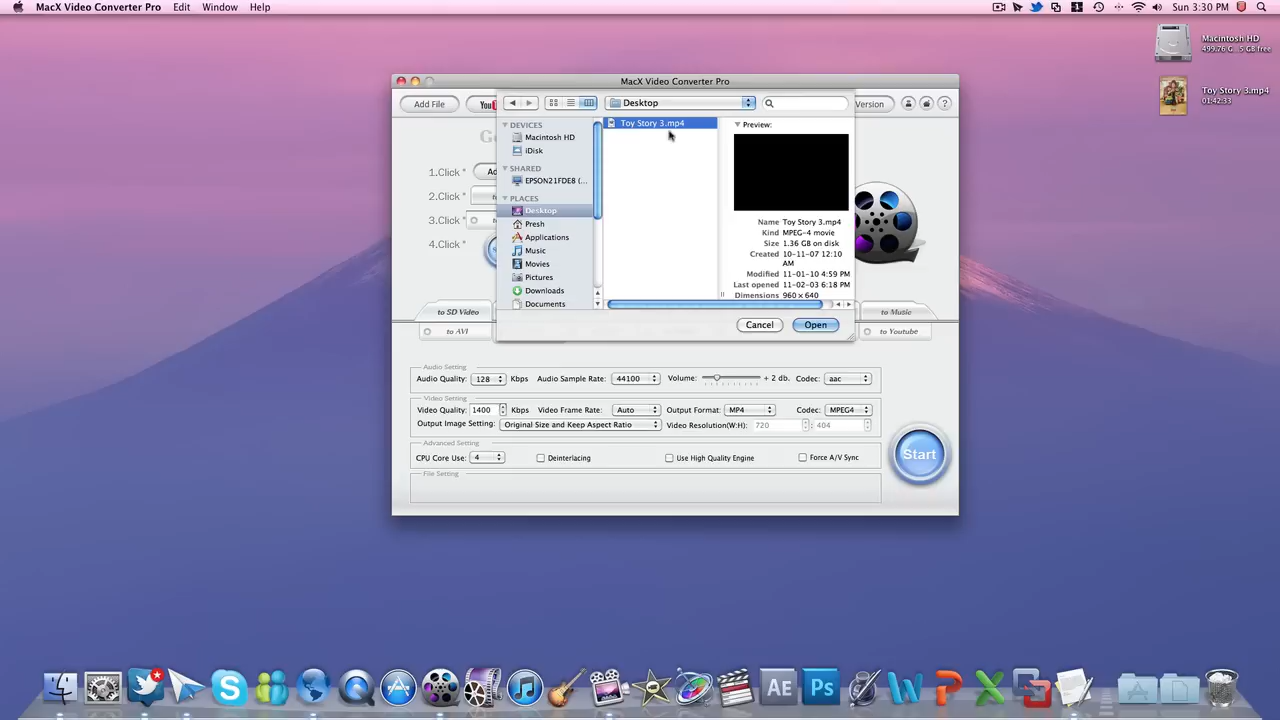 MacX Video Converter Pro Edit Window Help
Sun 3:30 PM
Macintosh HD
Toy Story 3.mp4
01:42:33
MacX Video Converter Pro
Add File
You
Desktop
Version
?
Toy Story 3.mp4
Preview:
DEVICES
Macintosh HD
iDisk
SHARED
EPSON21FDE8 (...
PLACES
Desktop
Presh
Applications
Music
Movies
Pictures
Downloads
Documents
1.Click "
2.Click "
3.Click "
4.Click "
Name Toy Story 3.mp4
Kind MPEG-4 movie
Size 1.36 GB on disk
Created 10-11-07 12:10
AM
Modified 11-01-10 4:59 PM
Last opened 11-02-03 6:18 PM
Dimensions 960 x 640
Cancel Open
to SD Video
to Music
to AVI
to Youtube
Audio Setting
Audio Quality: 128 Kbps Audio Sample Rate: 44100 Volume: + 2 db. Codec: aac
Video Setting
Video Quality: 1400 Kbps Video Frame Rate: Auto Output Format: MP4 Codec: MPEG4
Output Image Setting: Original Size and Keep Aspect Ratio Video Resolution(W:H): 720 : 404
Advanced Setting
CPU Core Use: 4 Deinterlacing Use High Quality Engine Force A/V Sync
File Setting
Start
AE
Ps